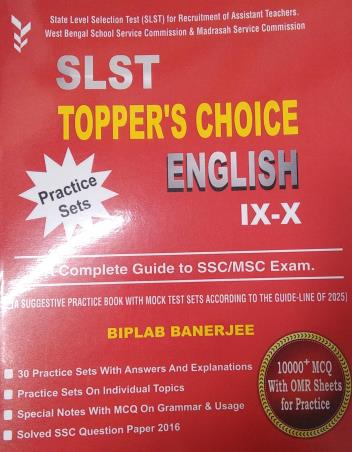 State Level Selection Test (SLST) for Recruitment of Assistant Teachers.
West Bengal School Service Commission & Madrasah Service Commission
SLST
TOPPER'S CHOICE
ENGLISH
Practice
Sets
IX-X
A Complete Guide to SSC/MSC Exam.
[A SUGGESTIVE PRACTICE BOOK WITH MOCK TEST SETS ACCORDING TO THE GUIDE-LINE OF 2025]
BIPLAB BANERJEE
30 Practice Sets With Answers And Explanations
Practice Sets On Individual Topics
Special Notes With MCQ On Grammar & Usage
Solved SSC Question Paper 2016
10000+ MCQ
With OMR Sheets
for Practice